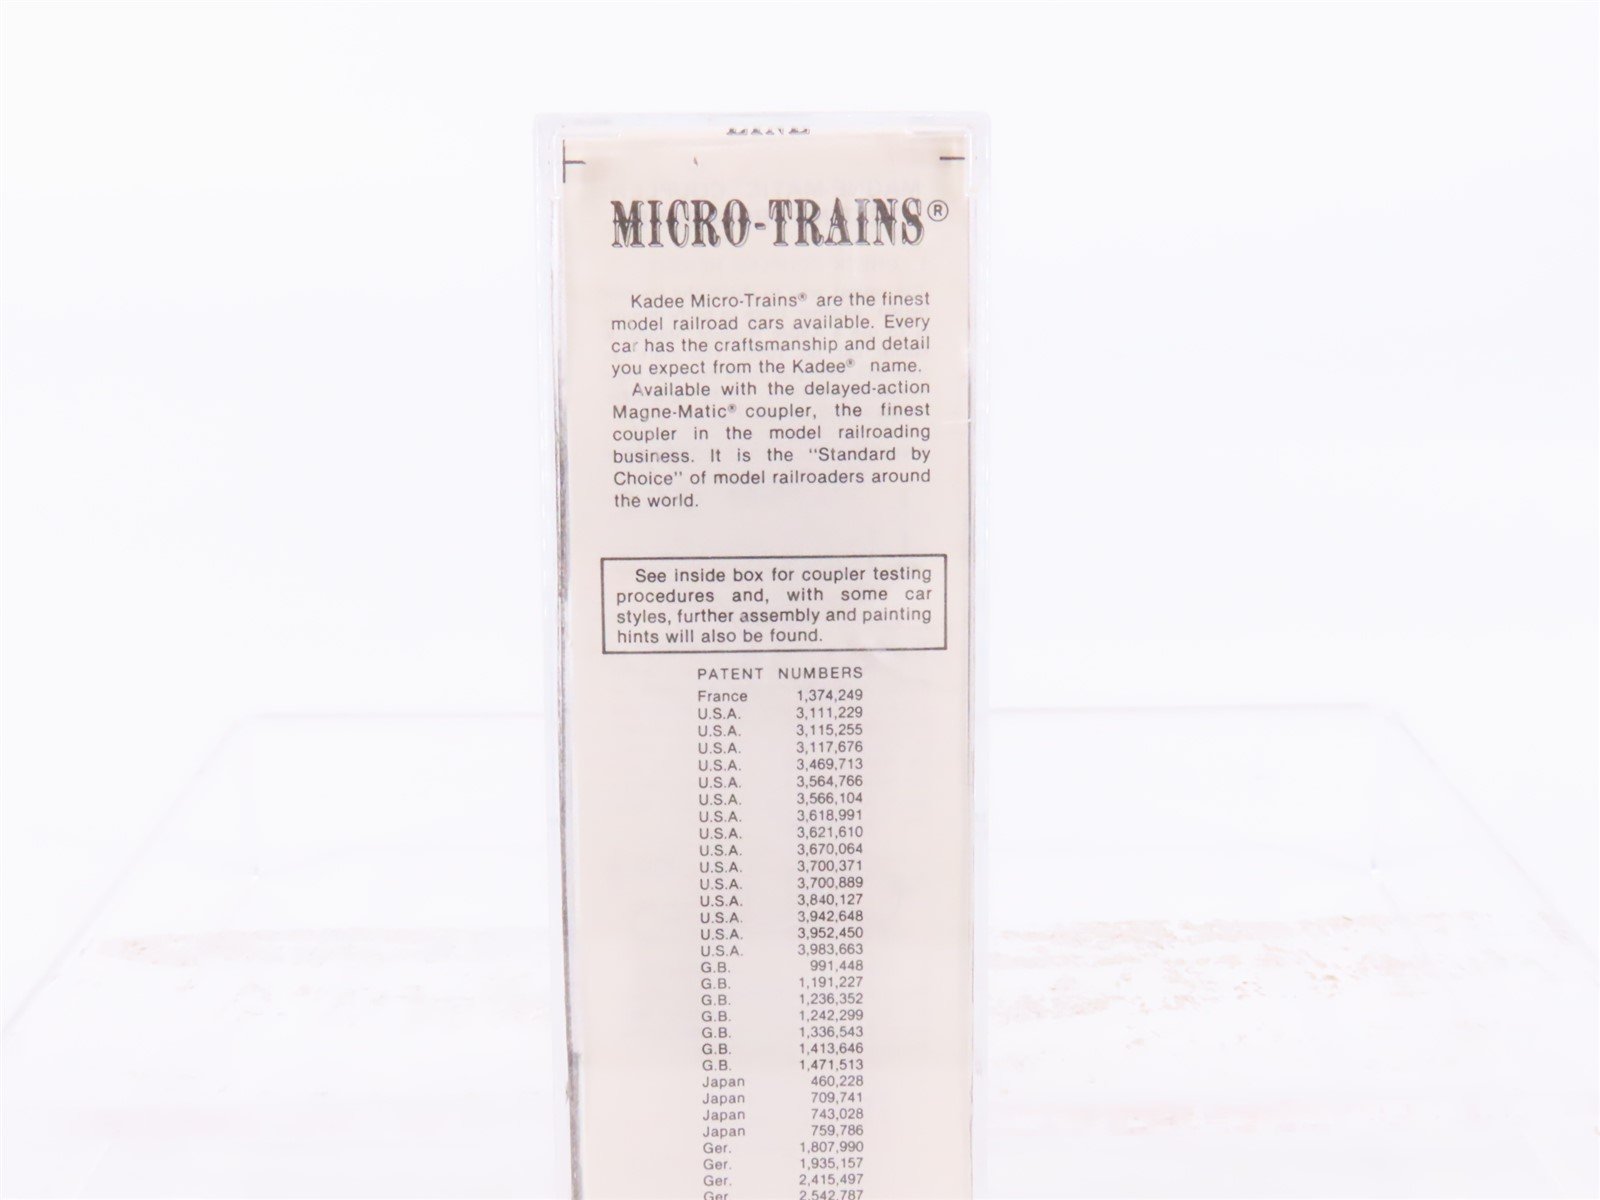 LINE
MICRO-TRAINS®
Kadee Micro-Trains® are the finest
model railroad cars available. Every
car has the craftsmanship and detail
you expect from the Kadee® name.
Available with the delayed-action
Magne-Matic® coupler, the finest
coupler in the model railroading
business. It is the "Standard by
Choice" of model railroaders around
the world.
See inside box for coupler testing
procedures and, with some car
styles, further assembly and painting
hints will also be found.
PATENT NUMBERS
France 1,374,249
U.S.A. 3,111,229
U.S.A. 3,115,255
U.S.A. 3,117,676
U.S.A. 3,469,713
U.S.A. 3,564,766
U.S.A. 3,566,104
U.S.A. 3,618,991
U.S.A. 3,621,610
U.S.A. 3,670,064
U.S.A. 3,700,371
U.S.A. 3,700,889
U.S.A. 3,840,127
U.S.A. 3,942,648
U.S.A. 3,952,450
U.S.A. 3,983,663
G.B. 991,448
G.B. 1,191,227
G.B. 1,236,352
G.B. 1,242,299
G.B. 1,336,543
G.B. 1,413,646
G.B. 1,471,513
Japan 460,228
Japan 709,741
Japan 743,028
Japan 759,786
Ger. 1,807,990
Ger. 1,935,157
Ger. 2,415,497
Ger. 2,542,787